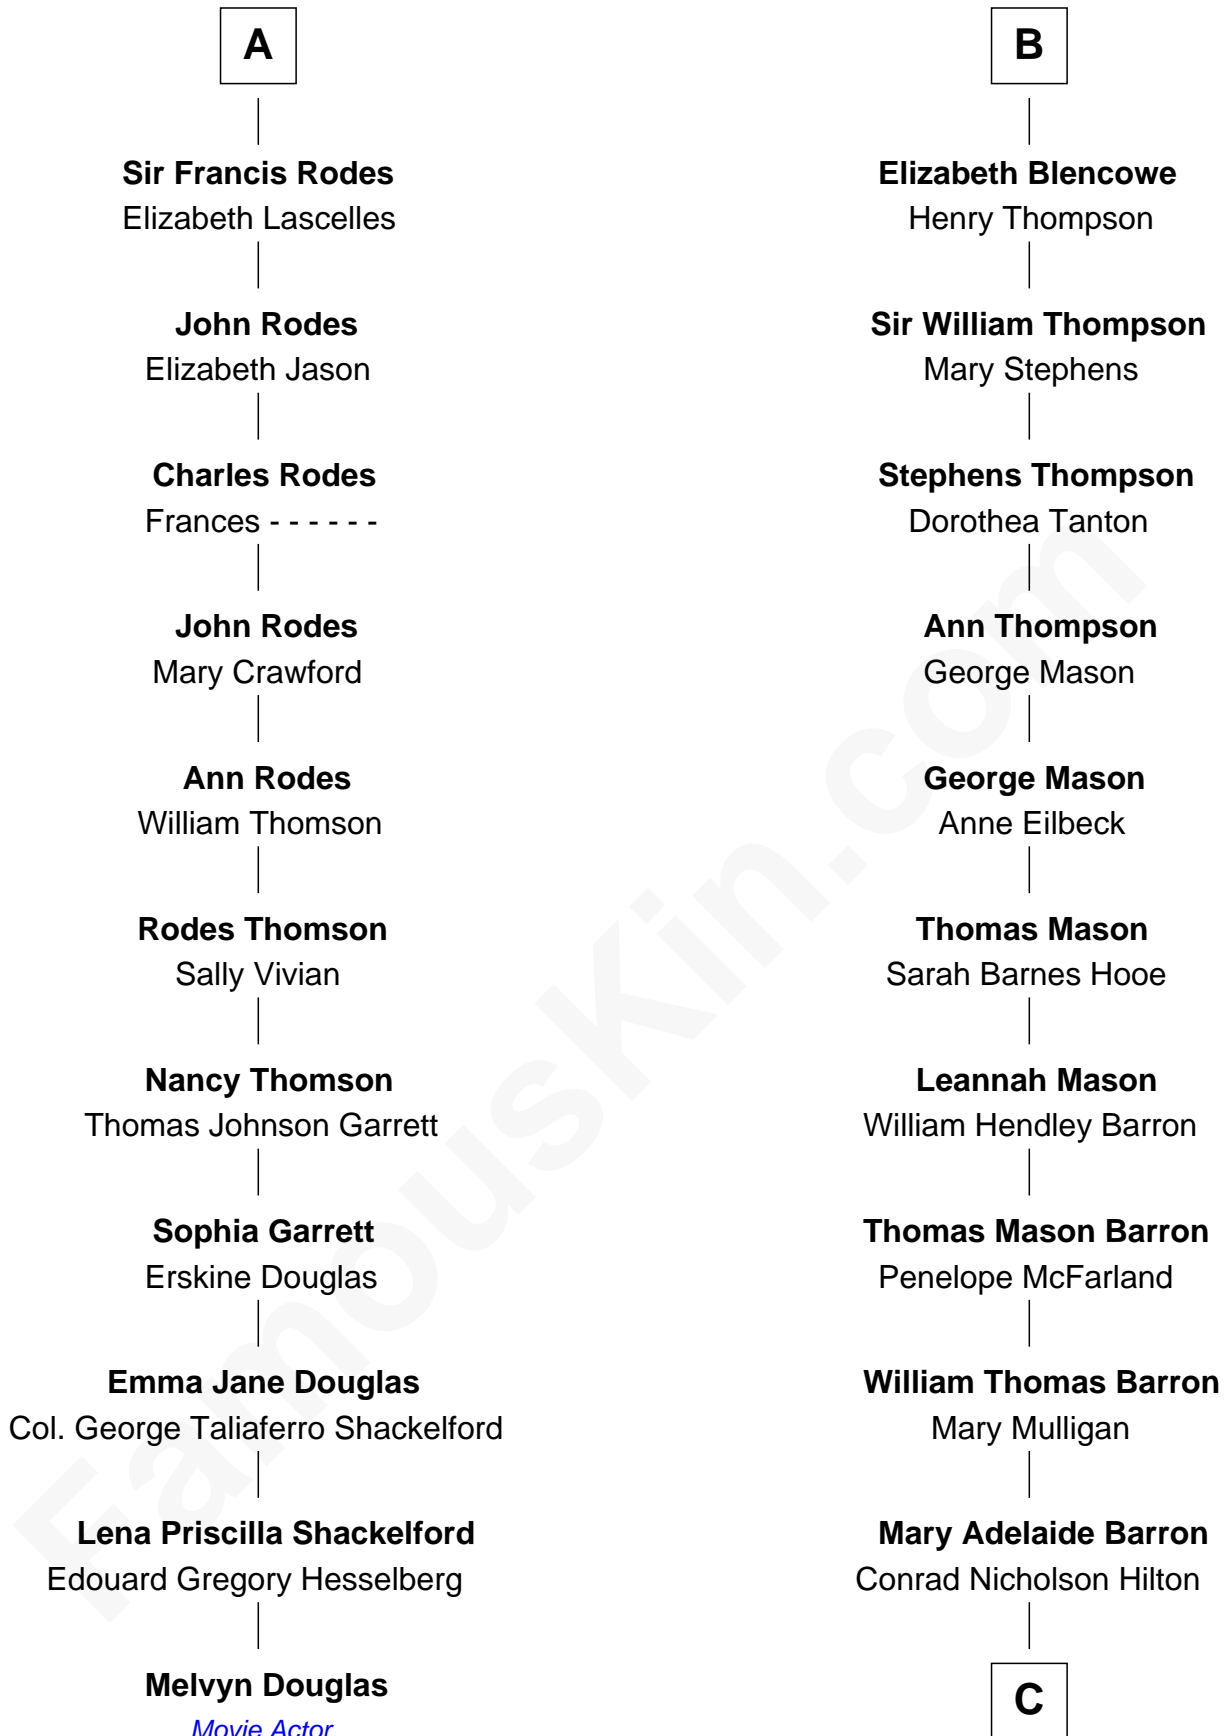 A
Sir Francis Rodes
Elizabeth Lascelles
John Rodes
Elizabeth Jason
Charles Rodes
Frances - - - - - -
John Rodes
Mary Crawford
Ann Rodes
William Thomson
Rodes Thomson
Sally Vivian
Nancy Thomson
Thomas Johnson Garrett
Sophia Garrett
Erskine Douglas
Emma Jane Douglas
Col. George Taliaferro Shackelford
Lena Priscilla Shackelford
Edouard Gregory Hesselberg
Melvyn Douglas
Movie Actor
B
Elizabeth Blencowe
Henry Thompson
Sir William Thompson
Mary Stephens
Stephens Thompson
Dorothea Tanton
Ann Thompson
George Mason
George Mason
Anne Eilbeck
Thomas Mason
Sarah Barnes Hooe
Leannah Mason
William Hendley Barron
Thomas Mason Barron
Penelope McFarland
William Thomas Barron
Mary Mulligan
Mary Adelaide Barron
Conrad Nicholson Hilton
C
FamousKin.com